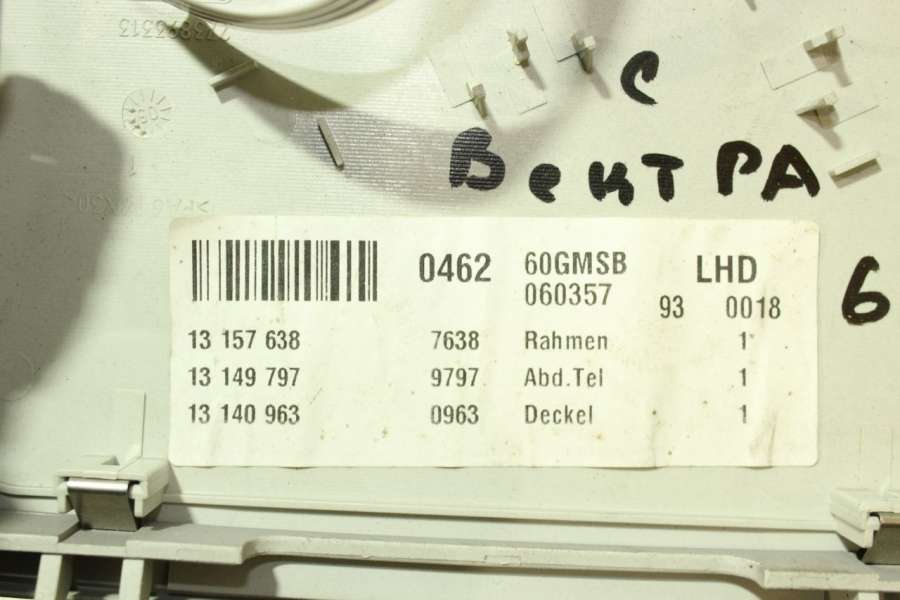 273893313
с
Вектра
0462 60GMSB LHD
060357 93 0018
б
13 157 638 7638 Rahmen 1
13 149 797 9797 Abd.Tel 1
13 140 963 0963 Deckel 1